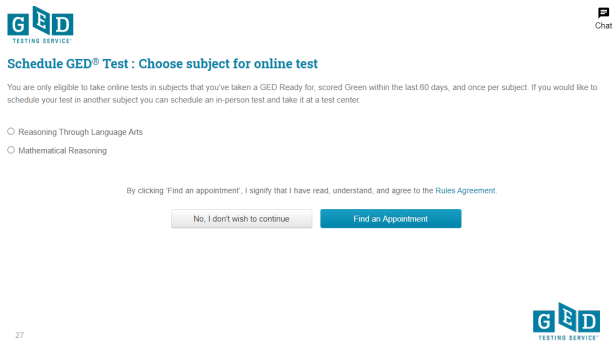 GED
TESTING SERVICE®
Chat
Schedule GED® Test : Choose subject for online test
You are only eligible to take online tests in subjects that you've taken a GED Ready for, scored Green within the last 60 days, and once per subject. If you would like to
schedule your test in another subject you can schedule an in-person test and take it at a test center.
Reasoning Through Language Arts
Mathematical Reasoning
By clicking 'Find an appointment', I signify that I have read, understand, and agree to the Rules Agreement.
No, I don't wish to continue
Find an Appointment
27
GED
TESTING SERVICE®